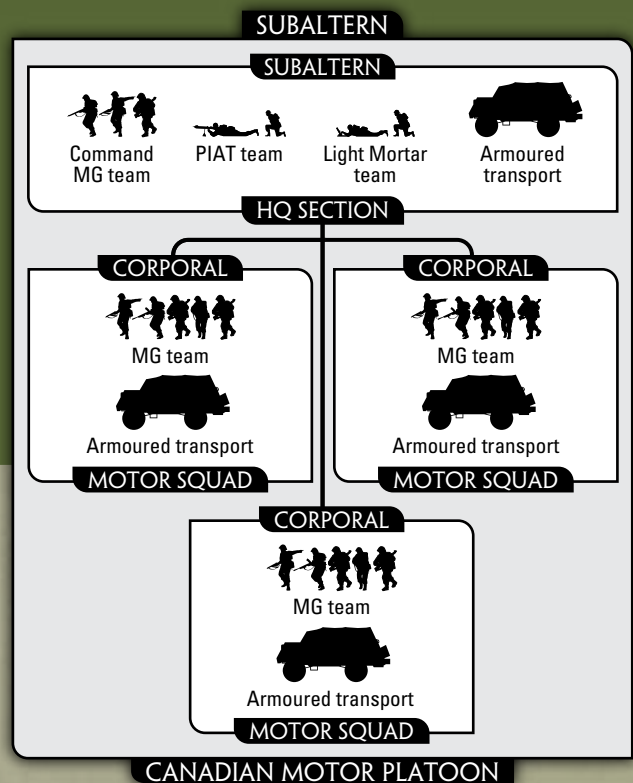 SUBALTERN
SUBALTERN
Command
MG team
PIAT team
Light Mortar
team
Armoured
transport
HQ SECTION
CORPORAL
MG team
Armoured transport
MOTOR SQUAD
CORPORAL
MG team
Armoured transport
MOTOR SQUAD
CORPORAL
MG team
Armoured transport
MOTOR SQUAD
CANADIAN MOTOR PLATOON